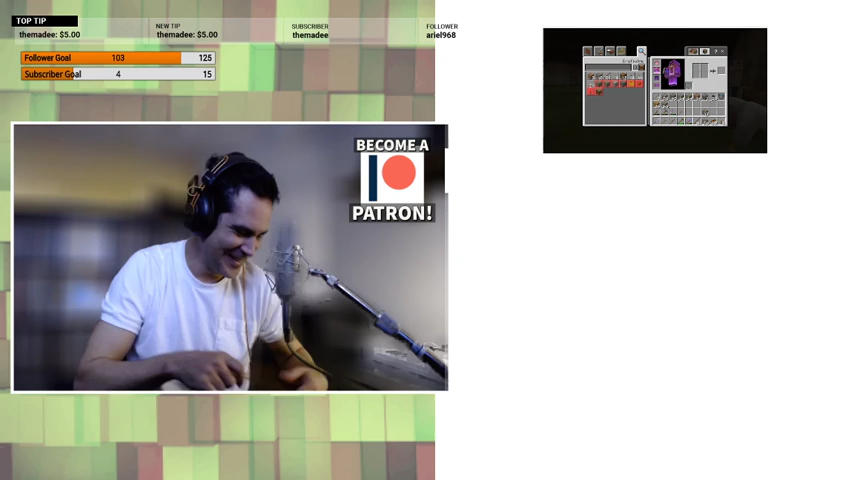 TOP TIP
themadee: $5.00
NEW TIP
themadee: $5.00
SUBSCRIBER
themadee
FOLLOWER
ariel968
Follower Goal 103 125
Subscriber Goal 4 15
BECOME A
PATRON!
Crafting